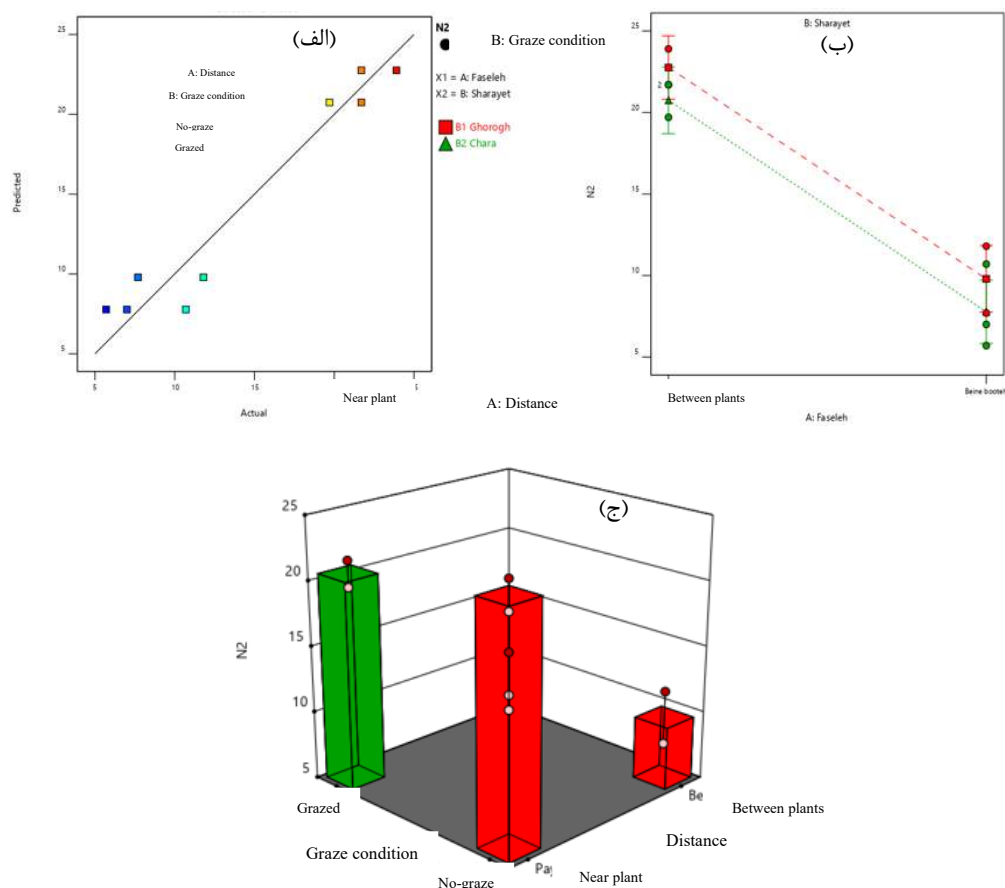 (الف)
25
20
15
10
5
Predicted
A: Distance
B: Graze condition
No-graze
Grazed
5
10
15
Near plant
Actual
N2
X1 = A: Faseleh
X2 = B: Sharayet
B1 Ghorogh
B2 Chara
B: Graze condition
B: Sharayet
(ب)
25
20
15
10
5
2
N2
A: Distance
Between plants
Beine booteh
A: Faseleh
(ج)
25
20
15
10
5
N2
Grazed
Graze condition
No-graze
Near plant
Distance
Be
Between plants